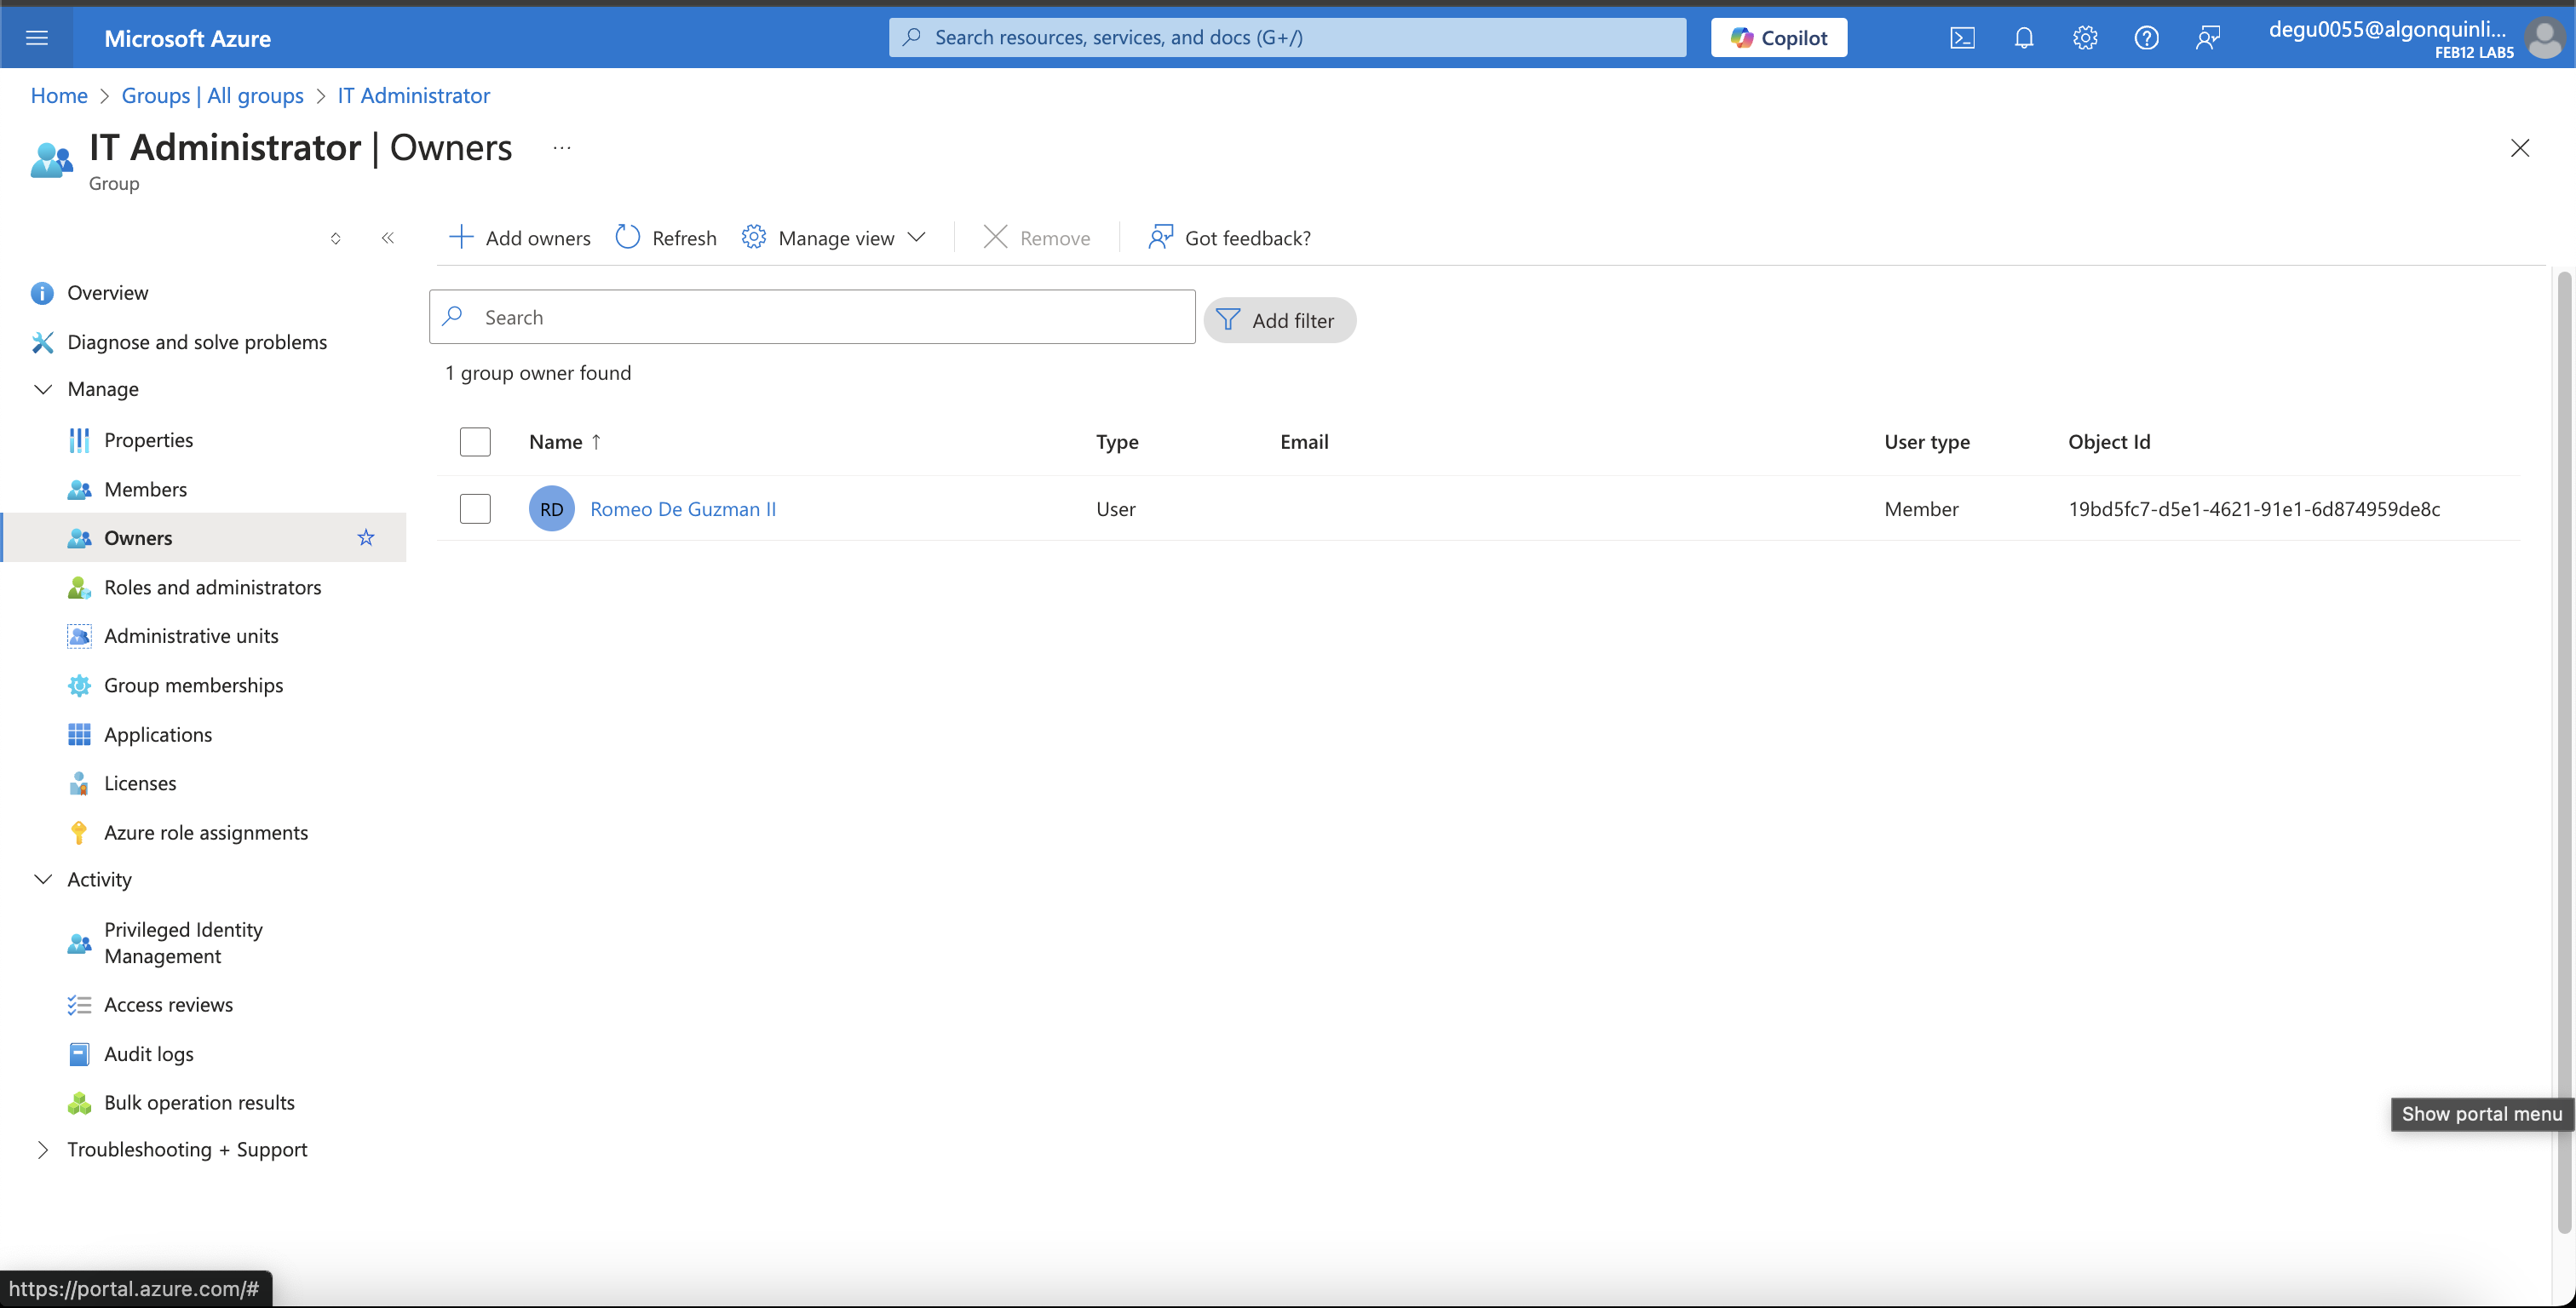 Microsoft Azure
Search resources, services, and docs (G+/)
Copilot
degu0055@algonquinli...
FEB12 LAB5
Home > Groups | All groups > IT Administrator
IT Administrator | Owners ...
Group
Add owners
Refresh
Manage view
Remove
Got feedback?
Overview
Diagnose and solve problems
Manage
Properties
Members
Owners
Roles and administrators
Administrative units
Group memberships
Applications
Licenses
Azure role assignments
Activity
Privileged Identity
Management
Access reviews
Audit logs
Bulk operation results
Troubleshooting + Support
Search
Add filter
1 group owner found
Name ↑ Type Email User type Object Id
RD Romeo De Guzman II User Member 19bd5fc7-d5e1-4621-91e1-6d874959de8c
Show portal menu
https://portal.azure.com/#